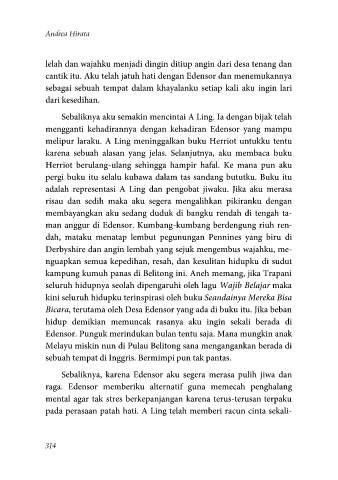 Andrea Hirata
lelah dan wajahku menjadi dingin ditiup angin dari desa tenang dan
cantik itu. Aku telah jatuh hati dengan Edensor dan menemukannya
sebagai sebuah tempat dalam khayalanku setiap kali aku ingin lari
dari kesedihan.
Sebaliknya aku semakin mencintai A Ling. Ia dengan bijak telah
mengganti kehadirannya dengan kehadiran Edensor yang mampu
melipur laraku. A Ling meninggalkan buku Herriot untukku tentu
karena sebuah alasan yang jelas. Selanjutnya, aku membaca buku
Herriot berulang-ulang sehingga hampir hafal. Ke mana pun aku
pergi buku itu selalu kubawa dalam tas sandang bututku. Buku itu
adalah representasi A Ling dan pengobat jiwaku. Jika aku merasa
risau dan sedih maka aku segera mengalihkan pikiranku dengan
membayangkan aku sedang duduk di bangku rendah di tengah ta-
man anggur di Edensor. Kumbang-kumbang berdengung riuh ren-
dah, mataku menatap lembut pegunungan Pennines yang biru di
Derbyshire dan angin lembah yang sejuk mengembus wajahku, me-
nguapkan semua kepedihan, resah, dan kesulitan hidupku di sudut
kampung kumuh panas di Belitong ini. Aneh memang, jika Trapani
seluruh hidupnya seolah dipengaruhi oleh lagu Wajib Belajar maka
kini seluruh hidupku terinspirasi oleh buku Seandainya Mereka Bisa
Bicara, terutama oleh Desa Edensor yang ada di buku itu. Jika beban
hidup demikian memuncak rasanya aku ingin sekali berada di
Edensor. Punguk merindukan bulan tentu saja. Mana mungkin anak
Melayu miskin nun di Pulau Belitong sana mengangankan berada di
sebuah tempat di Inggris. Bermimpi pun tak pantas.
Sebaliknya, karena Edensor aku segera merasa pulih jiwa dan
raga. Edensor memberiku alternatif guna memecah penghalang
mental agar tak stres berkepanjangan karena terus-terusan terpaku
pada perasaan patah hati. A Ling telah memberi racun cinta sekali-
314